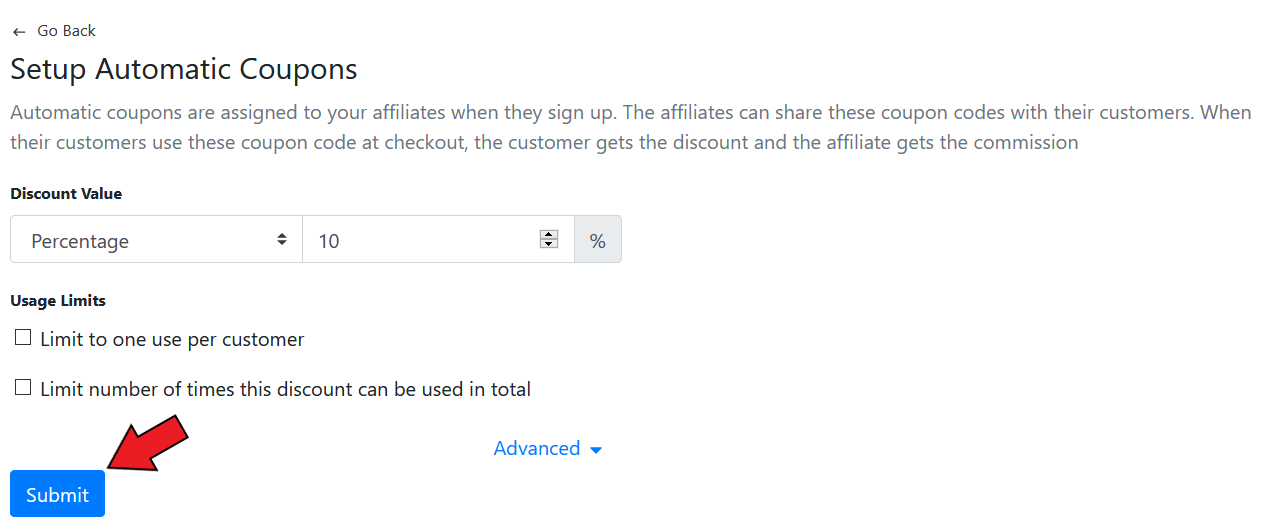 ← Go Back
Setup Automatic Coupons
Automatic coupons are assigned to your affiliates when they sign up. The affiliates can share these coupon codes with their customers. When
their customers use these coupon code at checkout, the customer gets the discount and the affiliate gets the commission
Discount Value
Percentage 10 %
Usage Limits
Limit to one use per customer
Limit number of times this discount can be used in total
Advanced
Submit